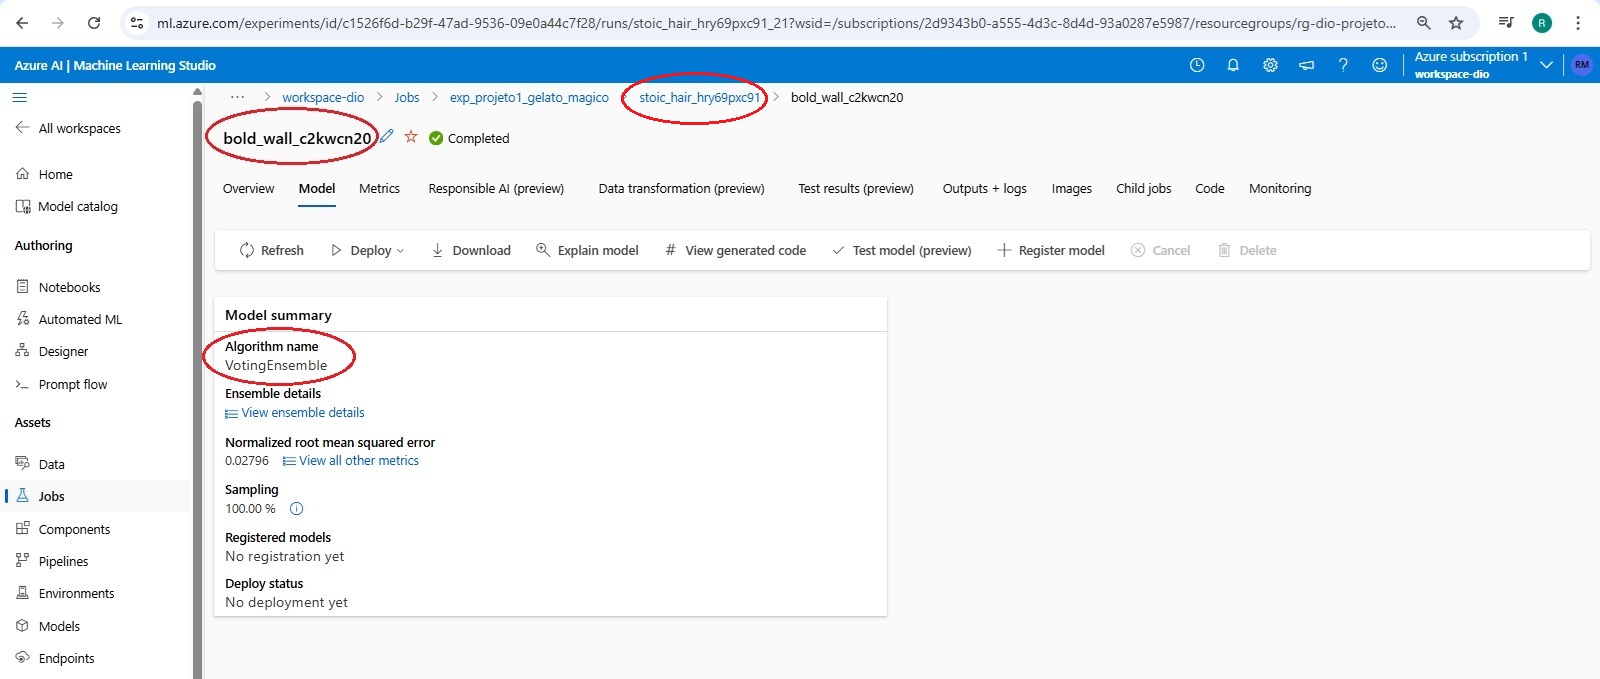 ml.azure.com/experiments/id/c1526f6d-b29f-47ad-9536-09e0a44c7f28/runs/stoic_hair_hry69pxc91_21?wsid=/subscriptions/2d9343b0-a555-4d3c-8d4d-93a0287e5987/resourcegroups/rg-dio-projeto...
R
Azure AI | Machine Learning Studio
Azure subscription 1
workspace-dio
RM
... > workspace-dio > Jobs > exp_projeto1_gelato_magico > stoic_hair_hry69pxc91 > bold_wall_c2kwcn20
All workspaces
Home
Model catalog
Authoring
Notebooks
Automated ML
Designer
Prompt flow
Assets
Data
Jobs
Components
Pipelines
Environments
Models
Endpoints
bold_wall_c2kwcn20 Completed
Overview Model Metrics Responsible AI (preview) Data transformation (preview) Test results (preview) Outputs + logs Images Child jobs Code Monitoring
Refresh Deploy Download Explain model # View generated code Test model (preview) Register model Cancel Delete
Model summary
Algorithm name
VotingEnsemble
Ensemble details
View ensemble details
Normalized root mean squared error
0.02796 View all other metrics
Sampling
100.00 %
Registered models
No registration yet
Deploy status
No deployment yet